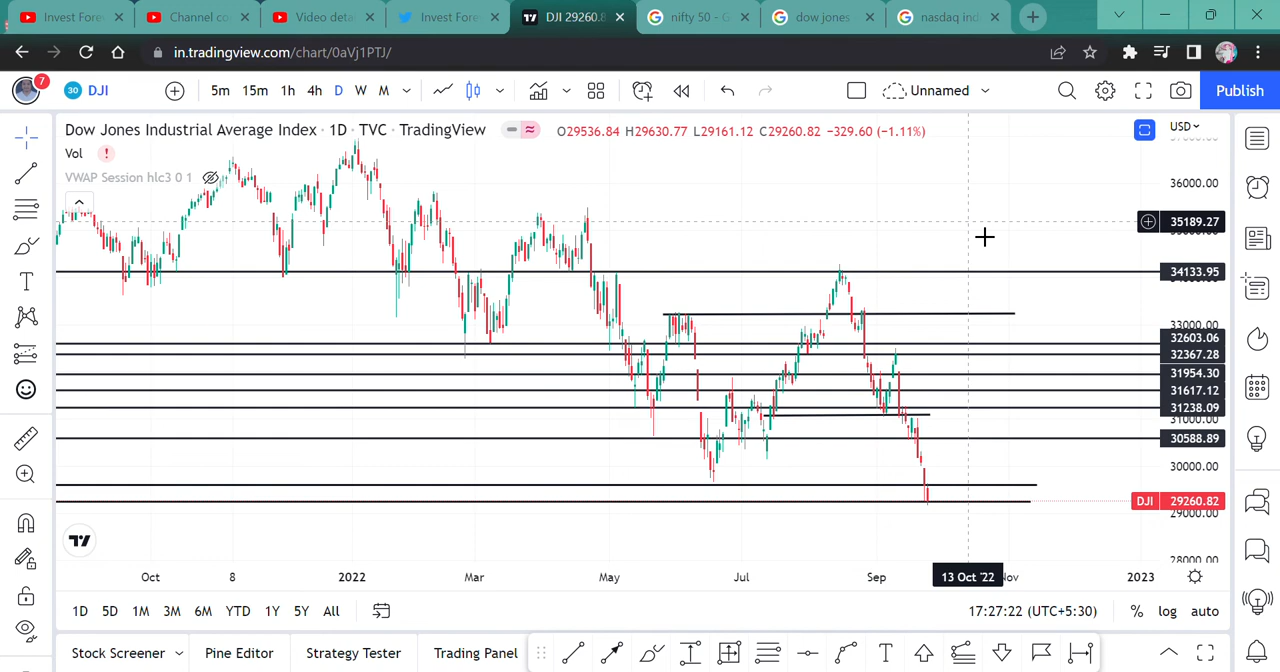 Invest Fore
Channel co
Video deta
Invest Fore
DJI 29260.8
nifty 50 - G
dow jones
nasdaq ind
in.tradingview.com/chart/0aVj1PTJ/
7
30 DJI
5m 15m 1h 4h D W M
Unnamed
Publish
Dow Jones Industrial Average Index · 1D · TVC · TradingView
O29536.84 H29630.77 L29161.12 C29260.82 −329.60 (−1.11%)
USD
Vol
VWAP Session hlc3 0 1
36000.00
35189.27
34133.95
33000.00
32603.06
32367.28
31954.30
31617.12
31238.09
31000.00
30588.89
30000.00
DJI 29260.82
29000.00
28000.00
Oct 8 2022 Mar May Jul Sep 13 Oct '22 Nov 2023
1D 5D 1M 3M 6M YTD 1Y 5Y All
17:27:22 (UTC+5:30)
% log auto
Stock Screener
Pine Editor
Strategy Tester
Trading Panel